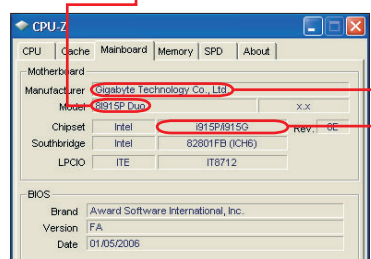 CPU-Z
CPU Cache Mainboard Memory SPD About
Motherboard
Manufacturer Gigabyte Technology Co., Ltd
Model 8I915P Duo x.x
Chipset Intel i915P/i915G Rev. 0E
Southbridge Intel 82801FB (ICH6)
LPCIO ITE IT8712
BIOS
Brand Award Software International, Inc.
Version FA
Date 01/05/2006